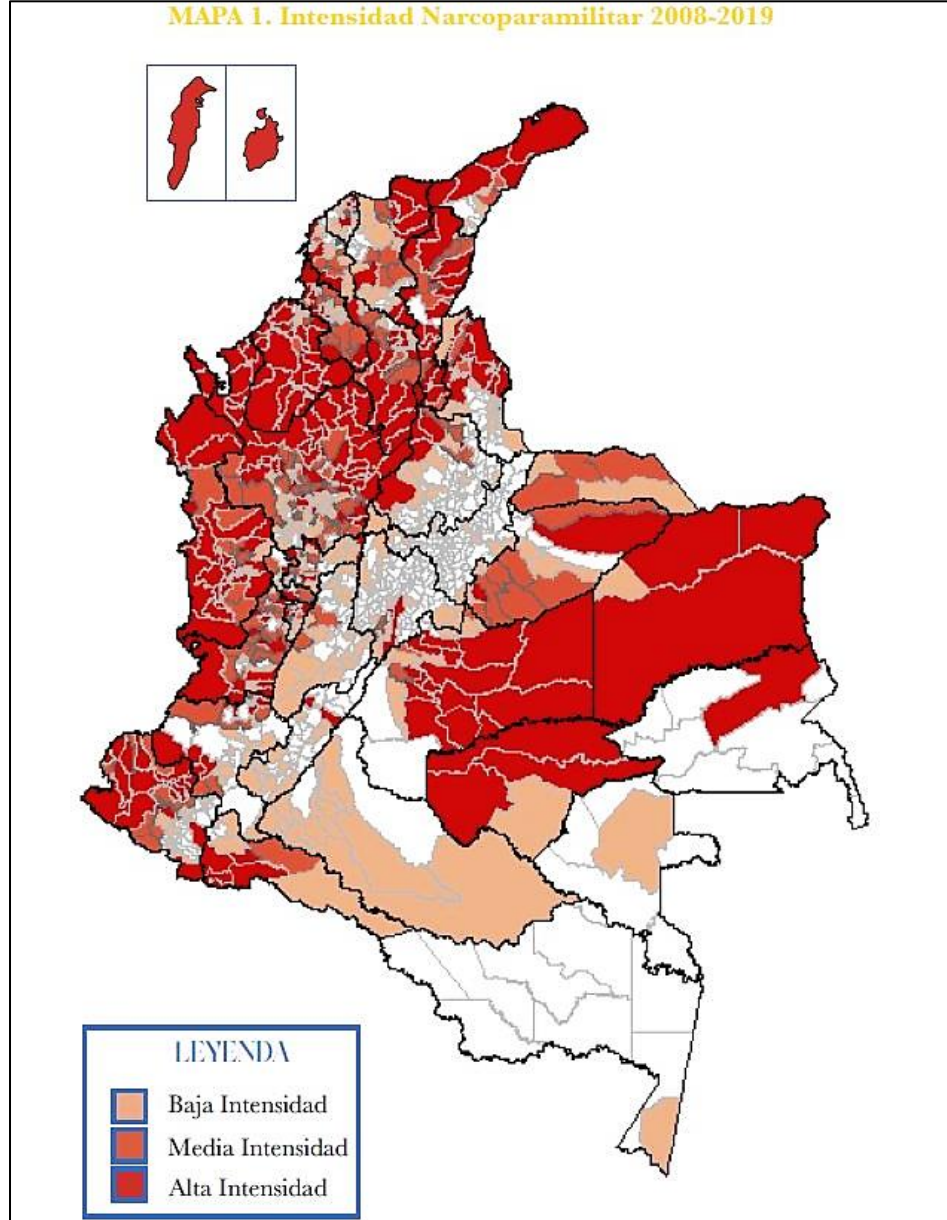 MAPA 1. Intensidad Narcoparamilitar 2008-2019
LEYENDA
Baja Intensidad
Media Intensidad
Alta Intensidad